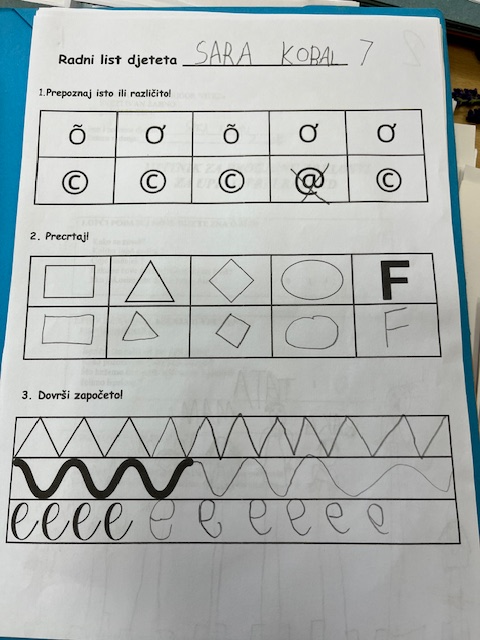 Radni list djeteta SARA KOBAL 7
1.Prepoznaj isto ili različito!
õ ơ õ ơ ơ
© © © @ ©
2. Precrtaj!
F
F
3. Dovrši započeto!
eeee e e e e e e